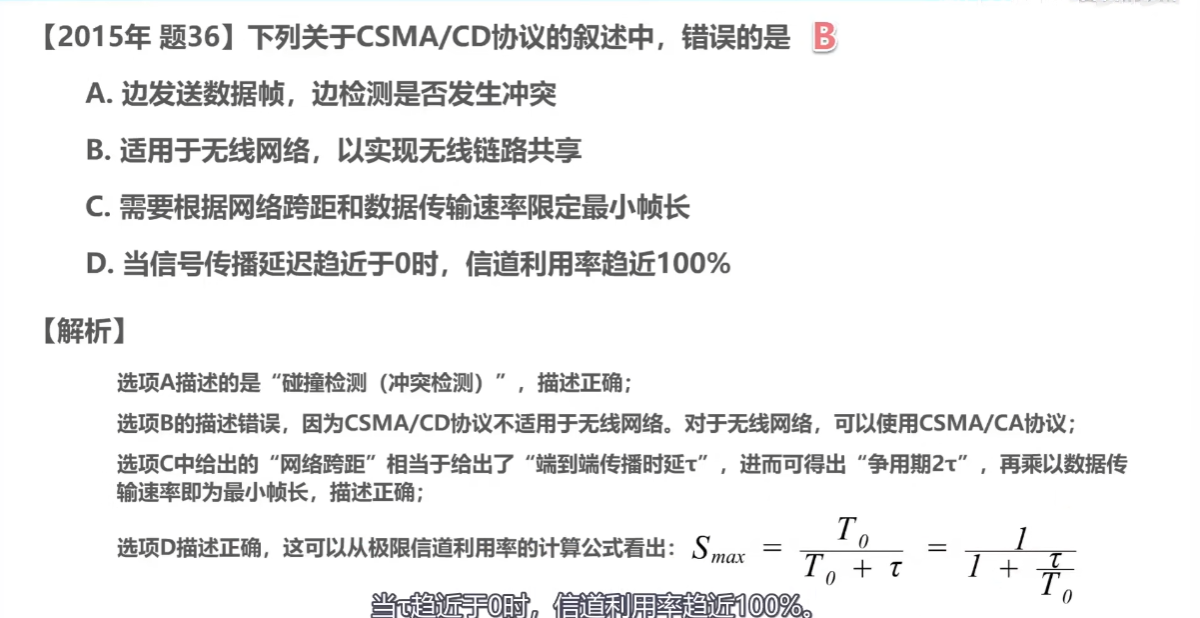 【2015年 题36】下列关于CSMA/CD协议的叙述中，错误的是 B
A. 边发送数据帧，边检测是否发生冲突
B. 适用于无线网络，以实现无线链路共享
C. 需要根据网络跨距和数据传输速率限定最小帧长
D. 当信号传播延迟趋近于0时，信道利用率趋近100%
【解析】
选项A描述的是“碰撞检测（冲突检测）”，描述正确；
选项B的描述错误，因为CSMA/CD协议不适用于无线网络。对于无线网络，可以使用CSMA/CA协议；
选项C中给出的“网络跨距”相当于给出了“端到端传播时延τ”，进而可得出“争用期2τ”，再乘以数据传
输速率即为最小帧长，描述正确；
选项D描述正确，这可以从极限信道利用率的计算公式看出： S_max = T_0 / (T_0 + τ) = 1 / (1 + τ / T_0)
当τ趋近于0时，信道利用率趋近100%。